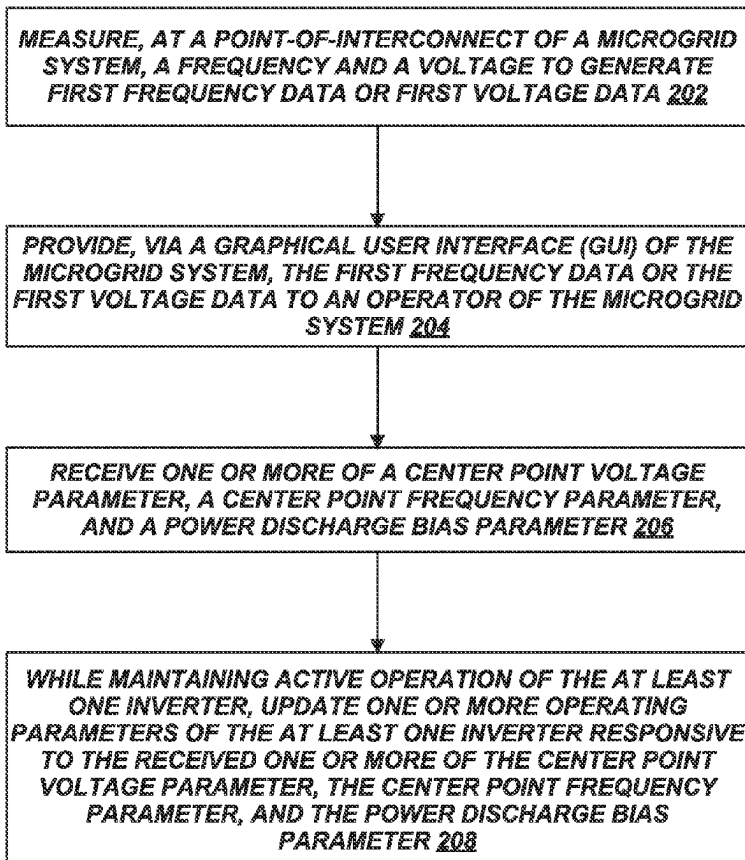 MEASURE, AT A POINT-OF-INTERCONNECT OF A MICROGRID
SYSTEM, A FREQUENCY AND A VOLTAGE TO GENERATE
FIRST FREQUENCY DATA OR FIRST VOLTAGE DATA 202
PROVIDE, VIA A GRAPHICAL USER INTERFACE (GUI) OF THE
MICROGRID SYSTEM, THE FIRST FREQUENCY DATA OR THE
FIRST VOLTAGE DATA TO AN OPERATOR OF THE MICROGRID
SYSTEM 204
RECEIVE ONE OR MORE OF A CENTER POINT VOLTAGE
PARAMETER, A CENTER POINT FREQUENCY PARAMETER,
AND A POWER DISCHARGE BIAS PARAMETER 206
WHILE MAINTAINING ACTIVE OPERATION OF THE AT LEAST
ONE INVERTER, UPDATE ONE OR MORE OPERATING
PARAMETERS OF THE AT LEAST ONE INVERTER RESPONSIVE
TO THE RECEIVED ONE OR MORE OF THE CENTER POINT
VOLTAGE PARAMETER, THE CENTER POINT FREQUENCY
PARAMETER, AND THE POWER DISCHARGE BIAS
PARAMETER 208